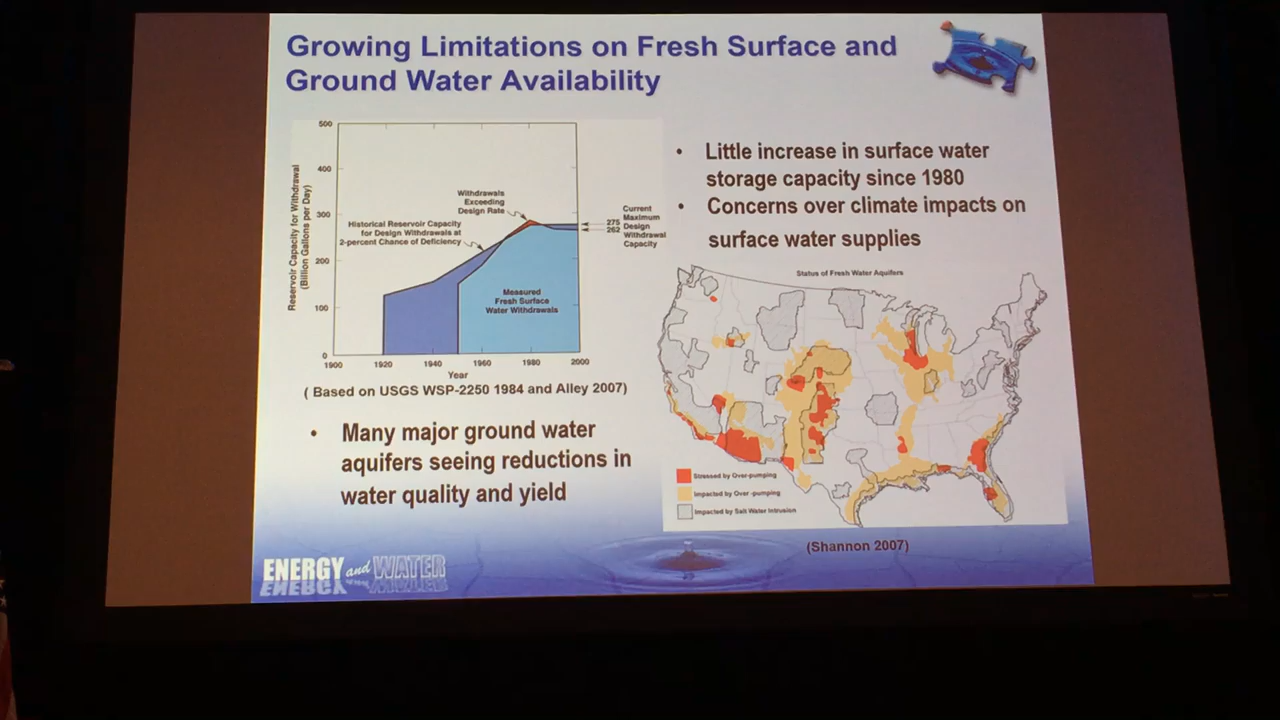 Growing Limitations on Fresh Surface and
Ground Water Availability
500
400
300
200
100
0
Reservoir Capacity for Withdrawal
(Billion Gallons per Day)
Withdrawals
Exceeding
Design Rate
Historical Reservoir Capacity
for Design Withdrawals at
2-percent Chance of Deficiency
Measured
Fresh Surface
Water Withdrawals
275
262
Current
Maximum
Design
Withdrawal
Capacity
1900 1920 1940 1960 1980 2000
Year
( Based on USGS WSP-2250 1984 and Alley 2007)
• Many major ground water
aquifers seeing reductions in
water quality and yield
• Little increase in surface water
storage capacity since 1980
• Concerns over climate impacts on
surface water supplies
Status of Fresh Water Aquifers
Stressed by Over-pumping
Impacted by Over -pumping
Impacted by Salt Water Intrusion
(Shannon 2007)
ENERGY and WATER